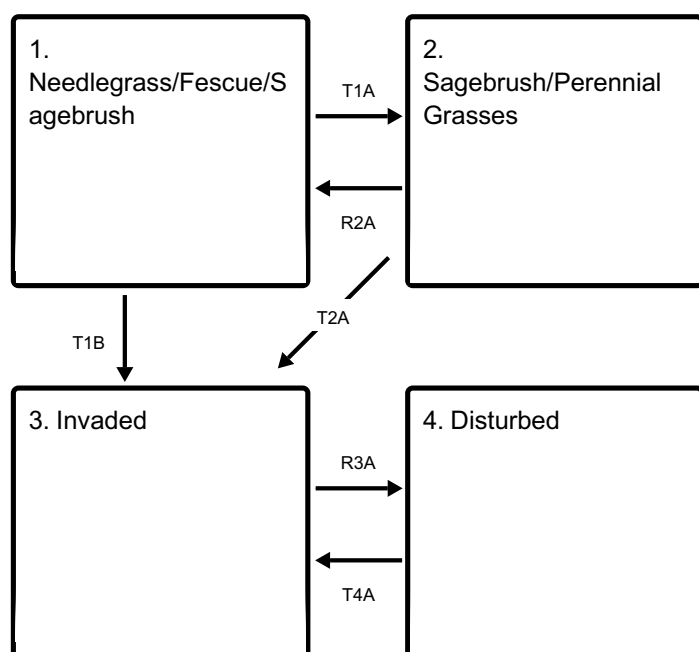 1.
Needlegrass/Fescue/S
agebrush
T1A
2.
Sagebrush/Perennial
Grasses
R2A
T1B
T2A
3. Invaded
R3A
4. Disturbed
T4A